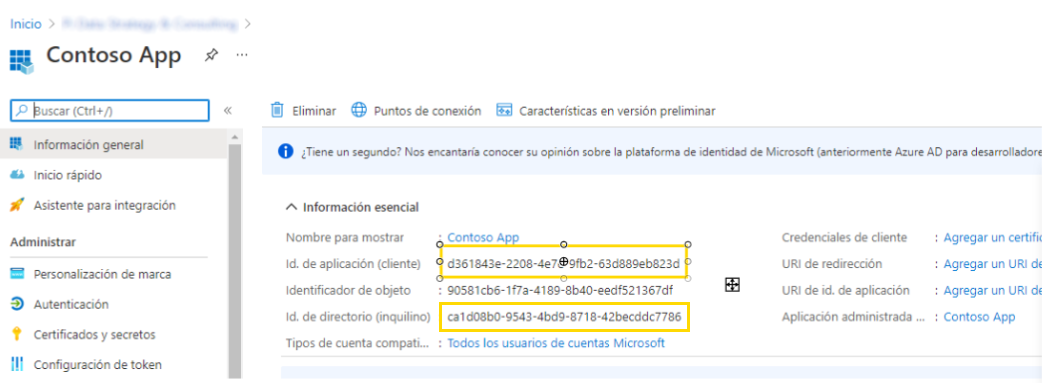 Inicio >
Contoso App ...
Buscar (Ctrl+/) «
Eliminar Puntos de conexión Características en versión preliminar
Información general
¿Tiene un segundo? Nos encantaría conocer su opinión sobre la plataforma de identidad de Microsoft (anteriormente Azure AD para desarrolladore
Inicio rápido
Asistente para integración
Información esencial
Nombre para mostrar : Contoso App
Credenciales de cliente : Agregar un certific
Administrar
Id. de aplicación (cliente) : d361843e-2208-4e7 9fb2-63d889eb823d
URI de redirección : Agregar un URI de
Personalización de marca
Identificador de objeto : 90581cb6-1f7a-4189-8b40-eedf521367df
URI de id. de aplicación : Agregar un URI de
Autenticación
Id. de directorio (inquilino) ca1d08b0-9543-4bd9-8718-42becddc7786
Aplicación administrada ... : Contoso App
Certificados y secretos
Tipos de cuenta compati... : Todos los usuarios de cuentas Microsoft
Configuración de token